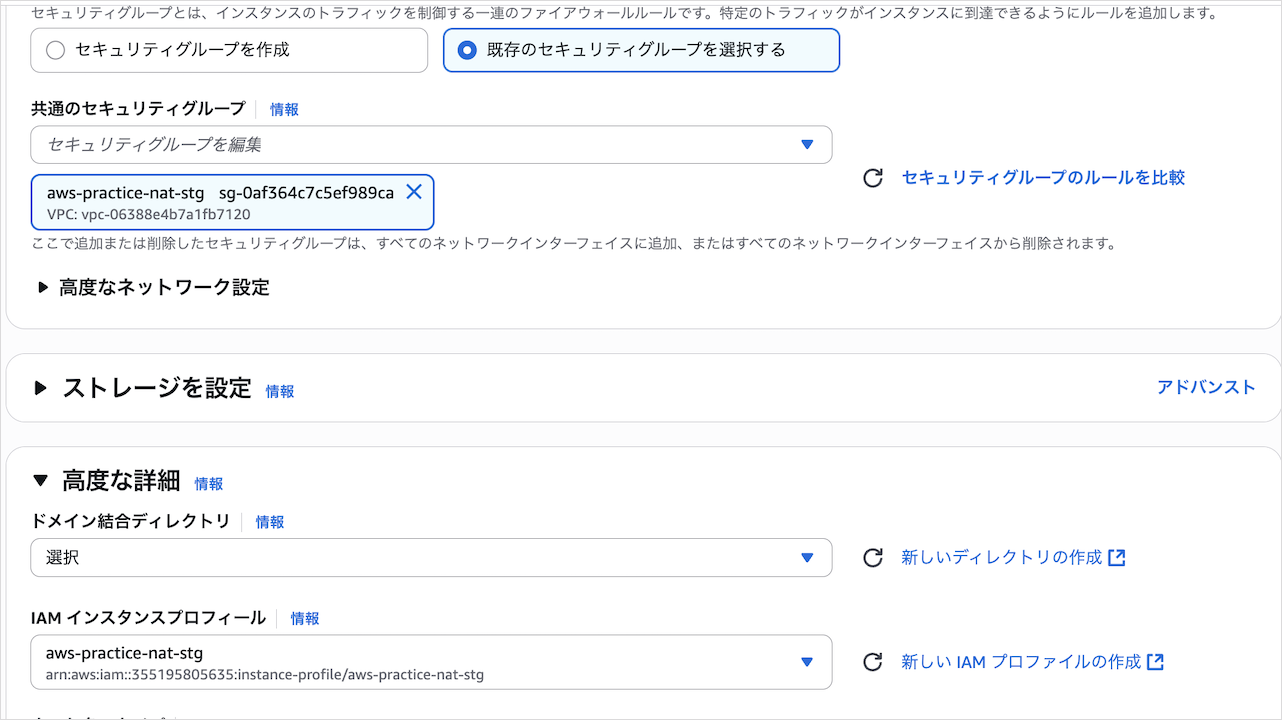 セキュリティグループとは、インスタンスのトラフィックを制御する一連のファイアウォールルールです。特定のトラフィックがインスタンスに到達できるようにルールを追加します。
セキュリティグループを作成
既存のセキュリティグループを選択する
共通のセキュリティグループ 情報
セキュリティグループを編集
aws-practice-nat-stg sg-0af364c7c5ef989ca
VPC: vpc-06388e4b7a1fb7120
セキュリティグループのルールを比較
ここで追加または削除したセキュリティグループは、すべてのネットワークインターフェイスに追加、またはすべてのネットワークインターフェイスから削除されます。
高度なネットワーク設定
ストレージを設定 情報
アドバンスト
高度な詳細 情報
ドメイン結合ディレクトリ 情報
選択
新しいディレクトリの作成
IAM インスタンスプロフィール 情報
aws-practice-nat-stg
arn:aws:iam::355195805635:instance-profile/aws-practice-nat-stg
新しい IAM プロファイルの作成